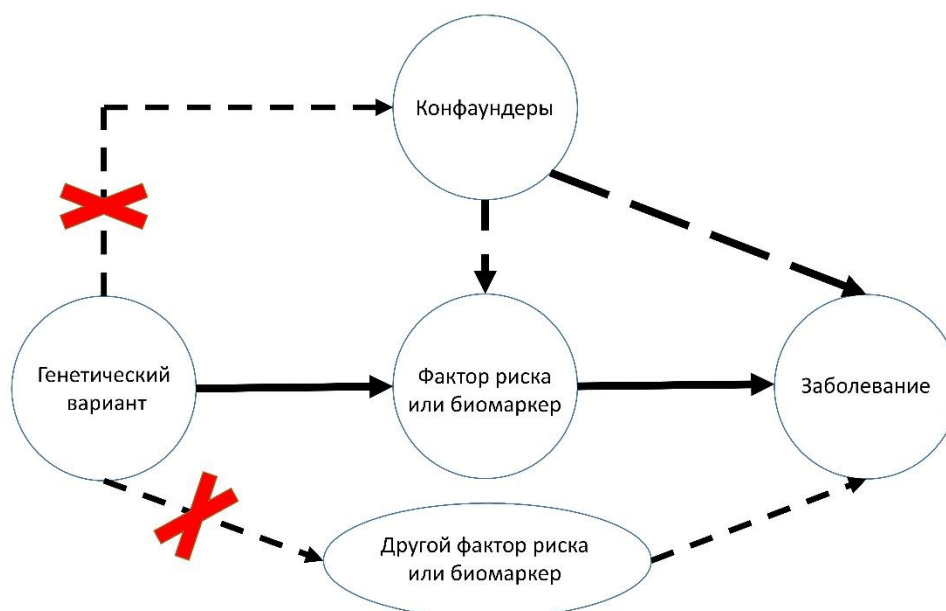 Конфаундеры
Генетический
вариант
Фактор риска
или биомаркер
Заболевание
Другой фактор риска
или биомаркер